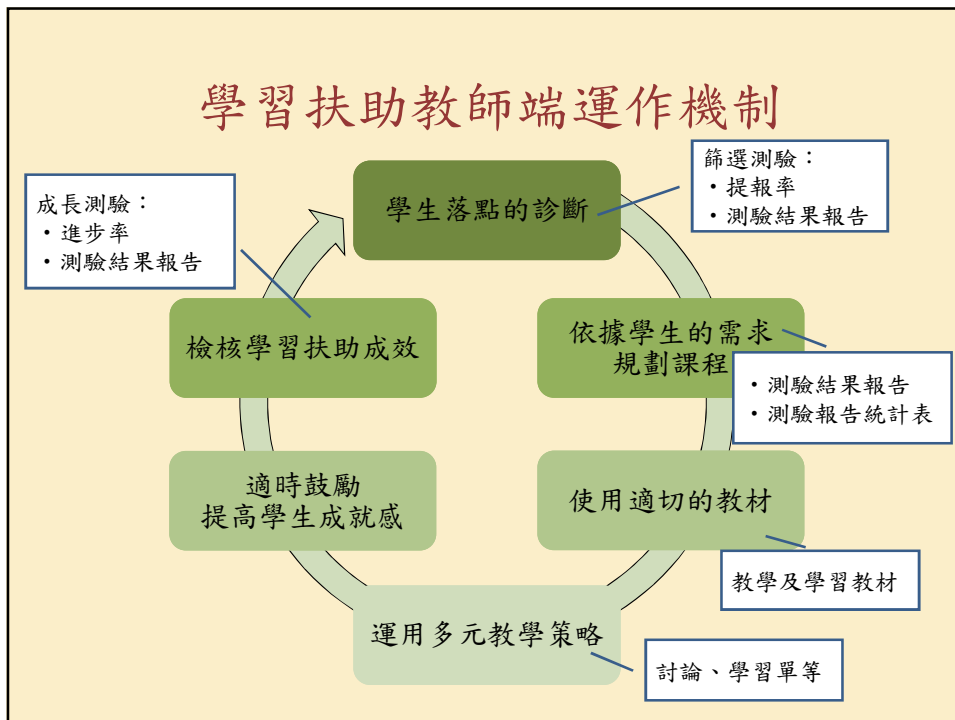 學習扶助教師端運作機制
學生落點的診斷
篩選測驗：
・提報率
・測驗結果報告
依據學生的需求
規劃課程
・測驗結果報告
・測驗報告統計表
使用適切的教材
教學及學習教材
運用多元教學策略
討論、學習單等
適時鼓勵
提高學生成就感
檢核學習扶助成效
成長測驗：
・進步率
・測驗結果報告